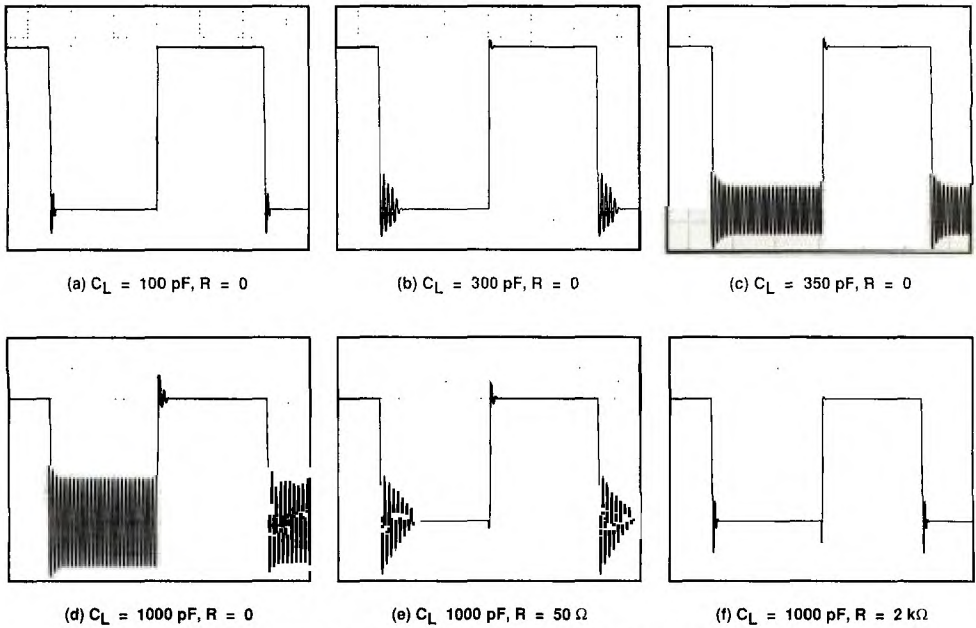 (a) CL = 100 pF, R = 0
(b) CL = 300 pF, R = 0
(c) CL = 350 pF, R = 0
(d) CL = 1000 pF, R = 0
(e) CL 1000 pF, R = 50 Ω
(f) CL = 1000 pF, R = 2 kΩ